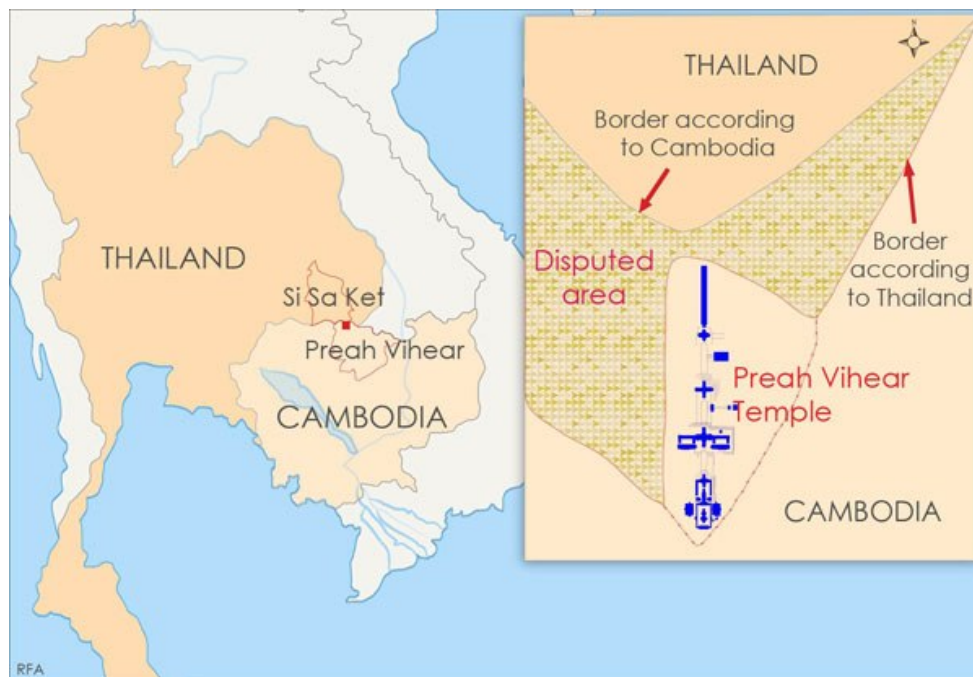 THAILAND
Si Sa Ket
Preah Vihear
CAMBODIA
RFA
N
THAILAND
Border according
to Cambodia
Disputed
area
Border
according
to Thailand
Preah Vihear
Temple
CAMBODIA